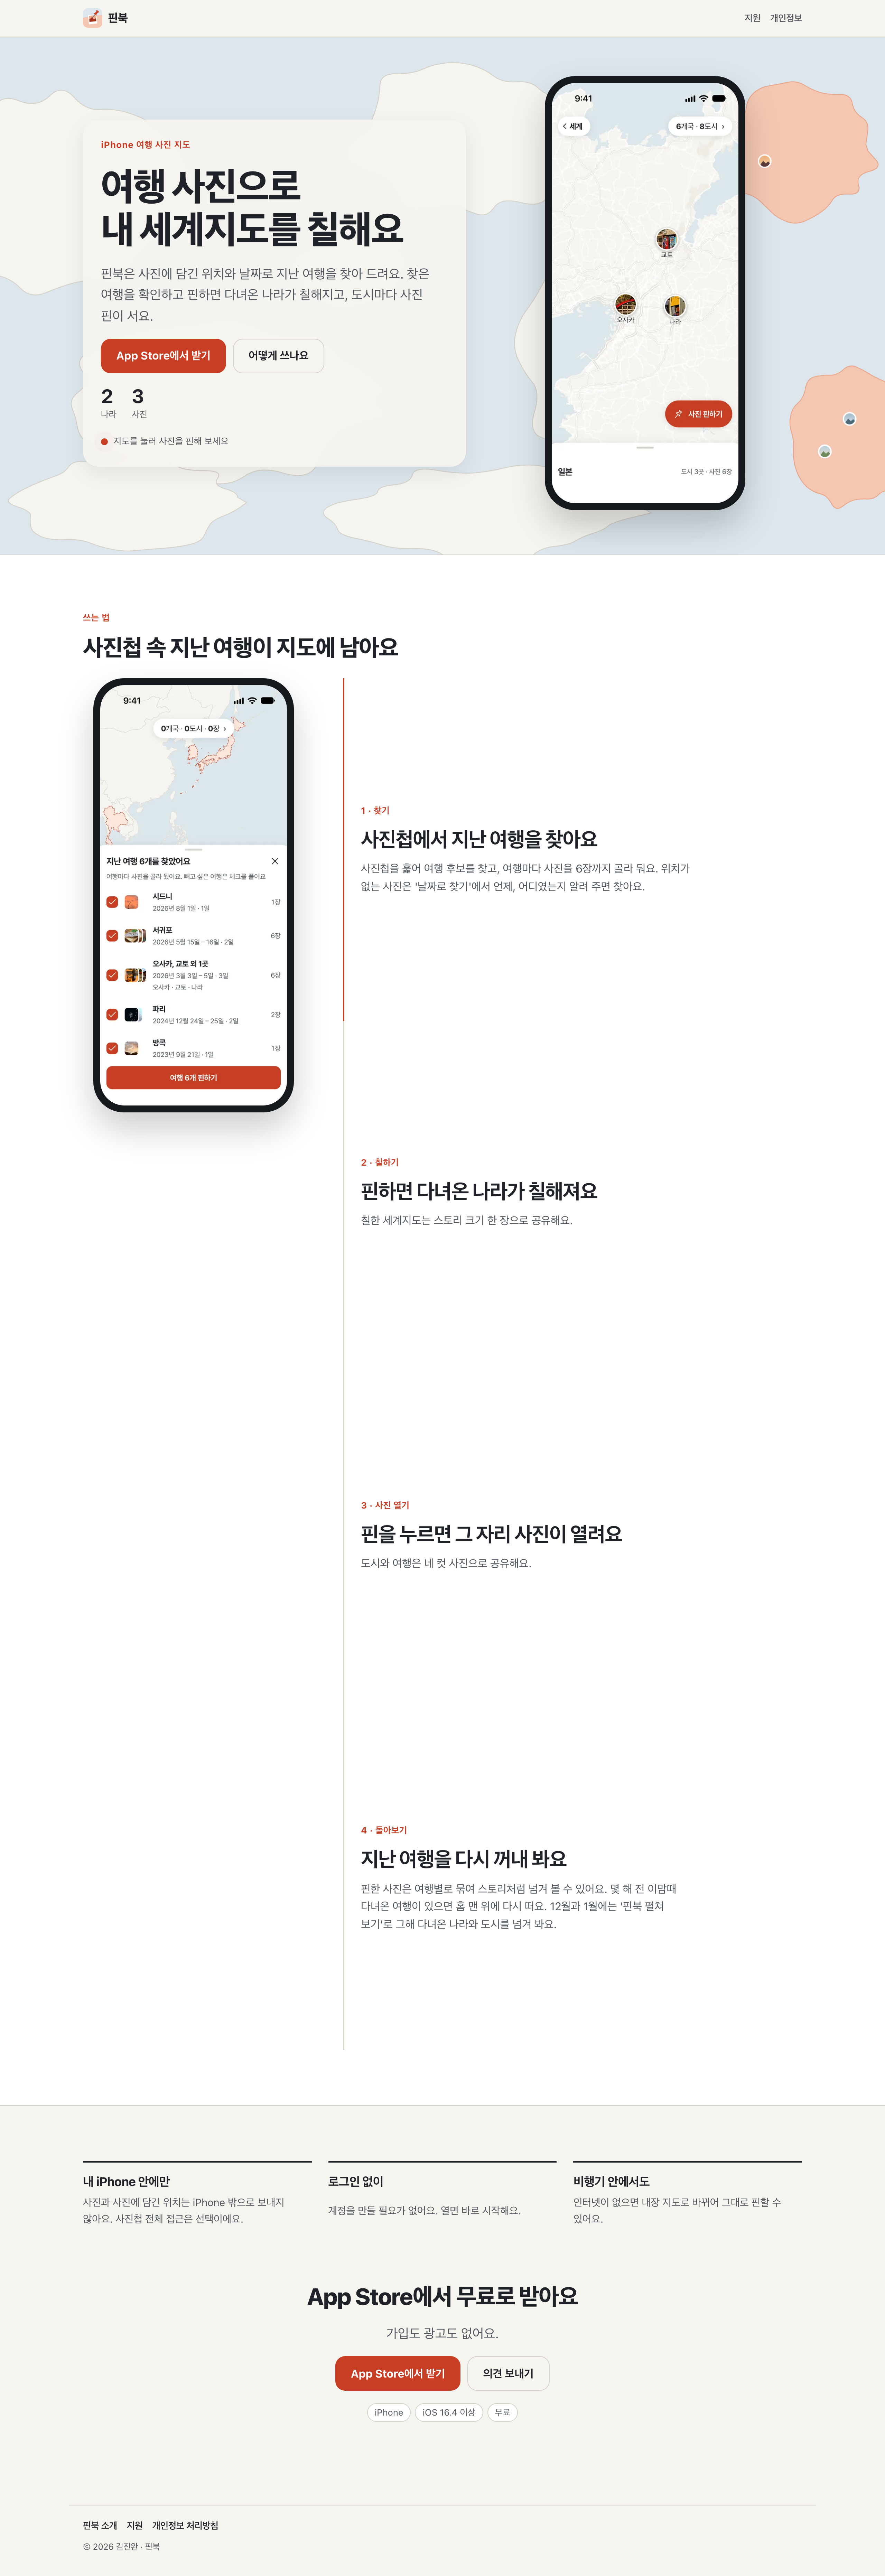 핀북
지원 개인정보
iPhone 여행 사진 지도
여행 사진으로
내 세계지도를 칠해요
핀북은 사진에 담긴 위치와 날짜로 지난 여행을 찾아 드려요. 찾은
여행을 확인하고 핀하면 다녀온 나라가 칠해지고, 도시마다 사진
핀이 서요.
App Store에서 받기
어떻게 쓰나요
2 3
나라 사진
지도를 눌러 사진을 핀해 보세요
9:41
세계
6개국 · 8도시 ›
교토
오사카
나라
사진 핀하기
일본
도시 3곳 · 사진 6장
쓰는 법
사진첩 속 지난 여행이 지도에 남아요
9:41
0개국 · 0도시 · 0장 ›
지난 여행 6개를 찾았어요
여행마다 사진을 골라 뒀어요. 빼고 싶은 여행은 체크를 풀어요
시드니
2026년 8월 1일 · 1일
1장
서귀포
2026년 5월 15일 – 16일 · 2일
6장
오사카, 교토 외 1곳
2026년 3월 3일 – 5일 · 3일
오사카 · 교토 · 나라
6장
파리
2024년 12월 24일 – 25일 · 2일
2장
방콕
2023년 9월 21일 · 1일
1장
여행 6개 핀하기
1 · 찾기
사진첩에서 지난 여행을 찾아요
사진첩을 훑어 여행 후보를 찾고, 여행마다 사진을 6장까지 골라 둬요. 위치가
없는 사진은 '날짜로 찾기'에서 언제, 어디였는지 알려 주면 찾아요.
2 · 칠하기
핀하면 다녀온 나라가 칠해져요
칠한 세계지도는 스토리 크기 한 장으로 공유해요.
3 · 사진 열기
핀을 누르면 그 자리 사진이 열려요
도시와 여행은 네 컷 사진으로 공유해요.
4 · 돌아보기
지난 여행을 다시 꺼내 봐요
핀한 사진은 여행별로 묶여 스토리처럼 넘겨 볼 수 있어요. 몇 해 전 이맘때
다녀온 여행이 있으면 홈 맨 위에 다시 떠요. 12월과 1월에는 '핀북 펼쳐
보기'로 그해 다녀온 나라와 도시를 넘겨 봐요.
내 iPhone 안에만
사진과 사진에 담긴 위치는 iPhone 밖으로 보내지
않아요. 사진첩 전체 접근은 선택이에요.
로그인 없이
계정을 만들 필요가 없어요. 열면 바로 시작해요.
비행기 안에서도
인터넷이 없으면 내장 지도로 바뀌어 그대로 핀할 수
있어요.
App Store에서 무료로 받아요
가입도 광고도 없어요.
App Store에서 받기
의견 보내기
iPhone
iOS 16.4 이상
무료
핀북 소개 지원 개인정보 처리방침
© 2026 김진완 · 핀북